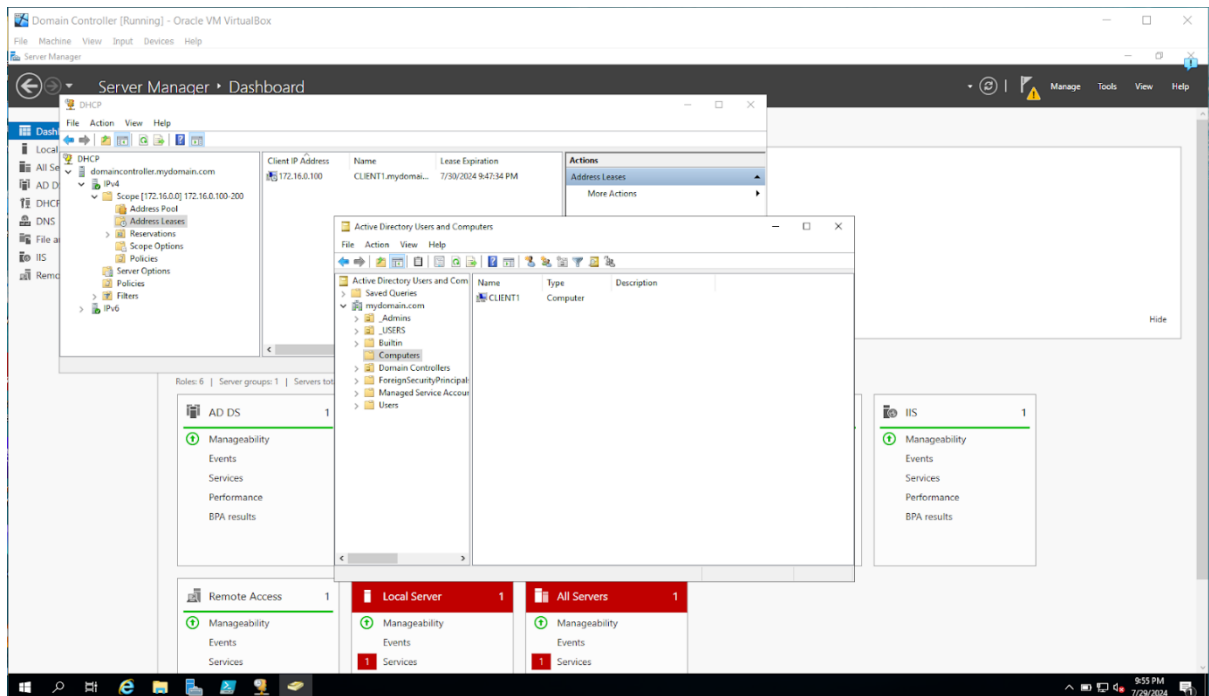 Domain Controller [Running] - Oracle VM VirtualBox
File Machine View Input Devices Help
Server Manager
Server Manager • Dashboard
Manage Tools View Help
DHCP
File Action View Help
DHCP
domaincontroller.mydomain.com
IPv4
Scope [172.16.0.0] 172.16.0.100-200
Address Pool
Address Leases
Reservations
Scope Options
Policies
Server Options
Policies
Filters
IPv6
Client IP Address Name Lease Expiration
172.16.0.100 CLIENT1.mydomai... 7/30/2024 9:47:34 PM
Actions
Address Leases
More Actions
Dash
Local
All Se
AD D
DHCP
DNS
File a
IIS
Remo
Active Directory Users and Computers
File Action View Help
Active Directory Users and Com
Saved Queries
mydomain.com
_Admins
_USERS
Builtin
Computers
Domain Controllers
ForeignSecurityPrincipal
Managed Service Accour
Users
Name Type Description
CLIENT1 Computer
Hide
Roles: 6 | Server groups: 1 | Servers tot
AD DS 1
Manageability
Events
Services
Performance
BPA results
IIS 1
Manageability
Events
Services
Performance
BPA results
Remote Access 1
Manageability
Events
Services
Local Server 1
Manageability
Events
1 Services
All Servers 1
Manageability
Events
1 Services
9:55 PM
7/29/2024